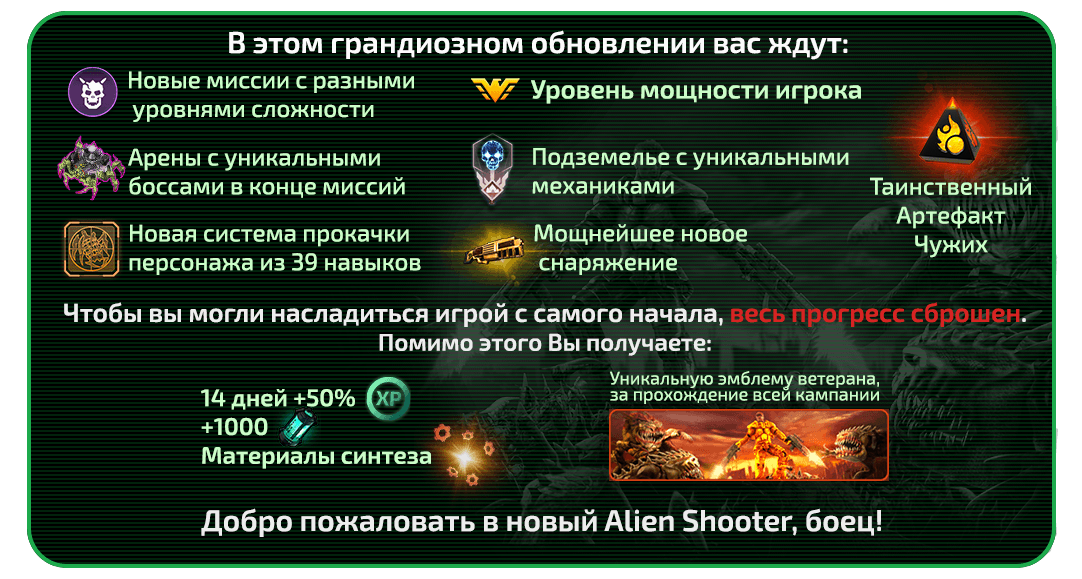 В этом грандиозном обновлении вас ждут:
Новые миссии с разными
уровнями сложности
Арены с уникальными
боссами в конце миссий
Новая система прокачки
персонажа из 39 навыков
Уровень мощности игрока
Подземелье с уникальными
механиками
Мощнейшее новое
снаряжение
Таинственный
Артефакт
Чужих
Чтобы вы могли насладиться игрой с самого начала, весь прогресс сброшен.
Помимо этого Вы получаете:
14 дней +50% XP
+1000
Материалы синтеза
Уникальную эмблему ветерана,
за прохождение всей кампании
Добро пожаловать в новый Alien Shooter, боец!